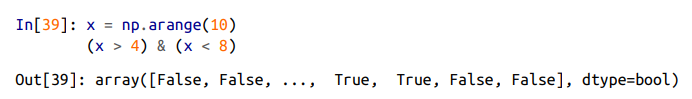 In[39]: x = np.arange(10)
(x > 4) & (x < 8)
Out[39]: array([False, False, ..., True, True, False, False], dtype=bool)